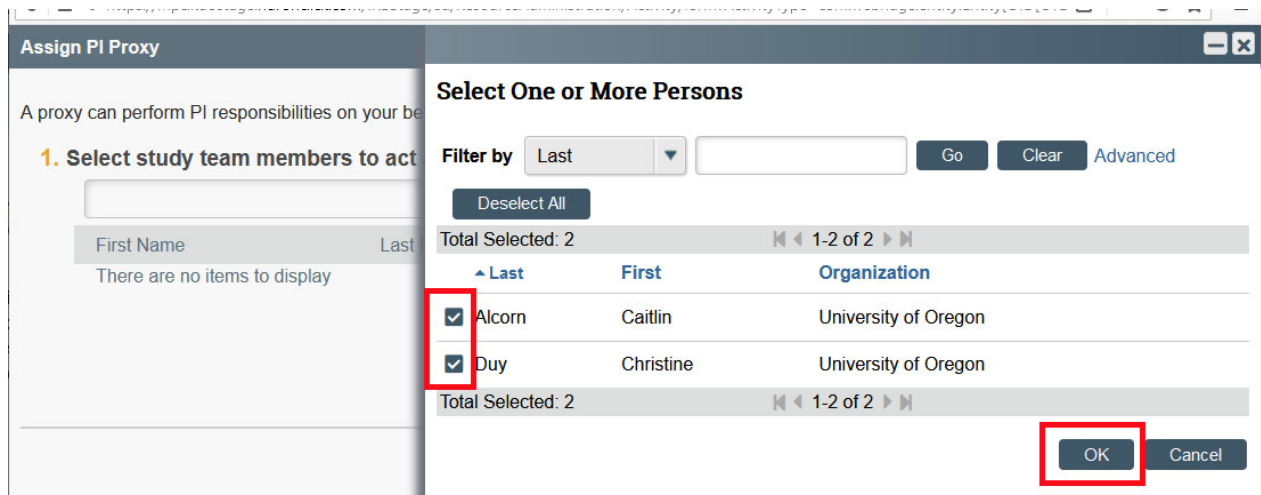 Assign PI Proxy
A proxy can perform PI responsibilities on your be
1. Select study team members to act
First Name Last
There are no items to display
Select One or More Persons
Filter by Last Go Clear Advanced
Deselect All
Total Selected: 2 1-2 of 2
Last First Organization
Alcorn Caitlin University of Oregon
Duy Christine University of Oregon
Total Selected: 2 1-2 of 2
OK Cancel